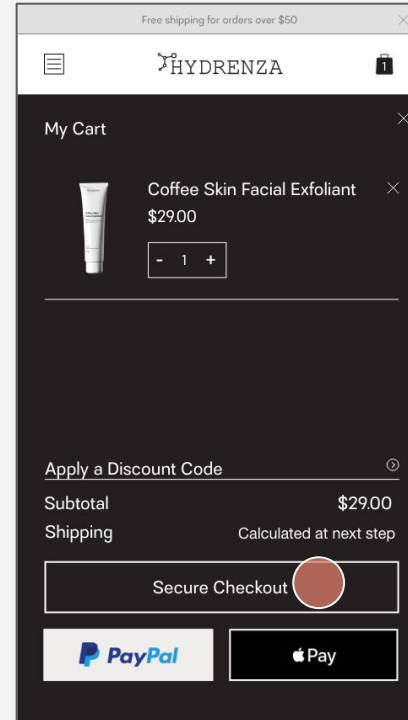 Free shipping for orders over $50
HYDRENZA
1
My Cart
Coffee Skin Facial Exfoliant
$29.00
- 1 +
Apply a Discount Code
Subtotal $29.00
Shipping Calculated at next step
Secure Checkout
PayPal
Pay